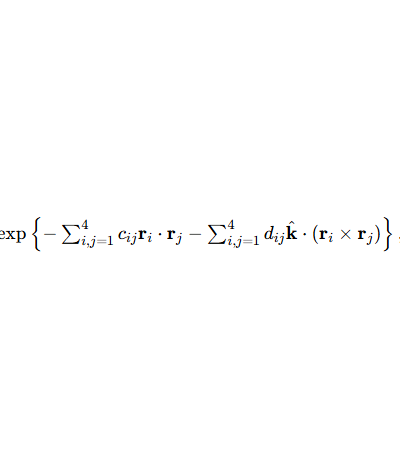 exp { − ∑_{i,j=1}^{4} c_{ij} 𝐫_i · 𝐫_j − ∑_{i,j=1}^{4} d_{ij} 𝐤̂ · (𝐫_i × 𝐫_j) }